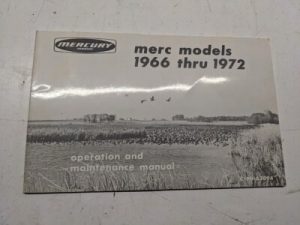 MERCURY
merc models
1966 thru 1972
operation and
maintenance manual